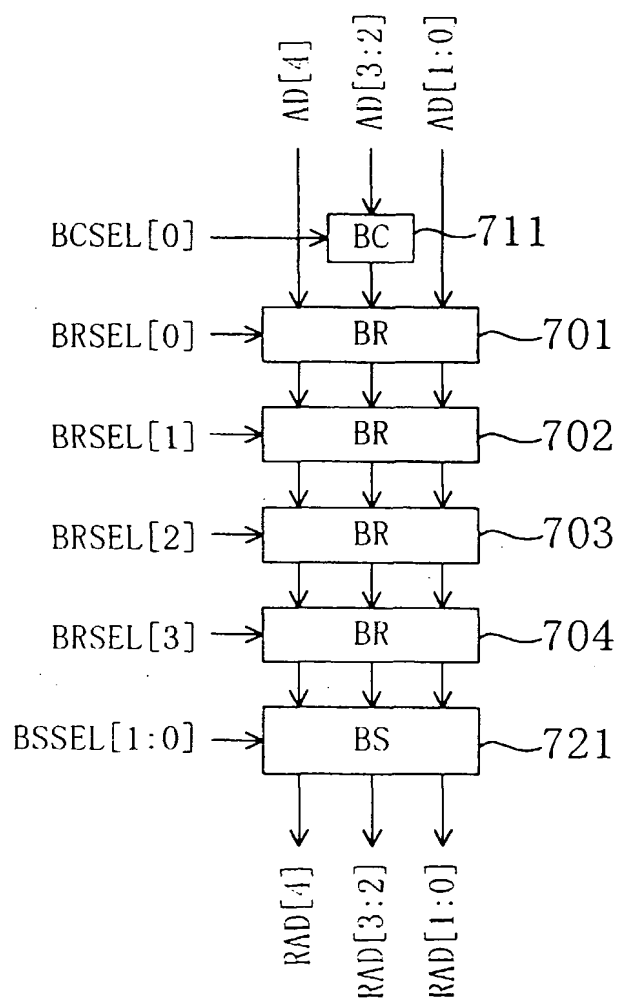 AD[4]
AD[3:2]
AD[1:0]
BCSEL[0]
BC
711
BRSEL[0]
BR
701
BRSEL[1]
BR
702
BRSEL[2]
BR
703
BRSEL[3]
BR
704
BSSEL[1:0]
BS
721
RAD[4]
RAD[3:2]
RAD[1:0]